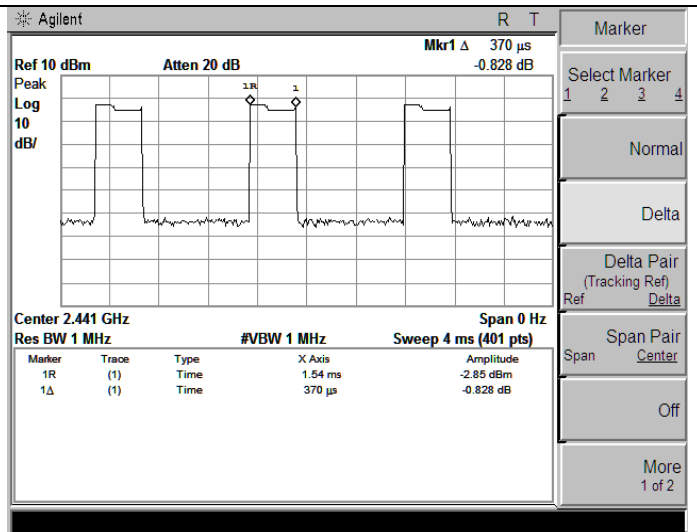 Agilent R T
Mkr1 Δ 370 µs
Ref 10 dBm Atten 20 dB -0.828 dB
Peak
Log
10
dB/
1R 1
Center 2.441 GHz Span 0 Hz
Res BW 1 MHz #VBW 1 MHz Sweep 4 ms (401 pts)
Marker Trace Type X Axis Amplitude
1R (1) Time 1.54 ms -2.85 dBm
1Δ (1) Time 370 µs -0.828 dB
Marker
Select Marker
1 2 3 4
Normal
Delta
Delta Pair
(Tracking Ref)
Ref Delta
Span Pair
Span Center
Off
More
1 of 2